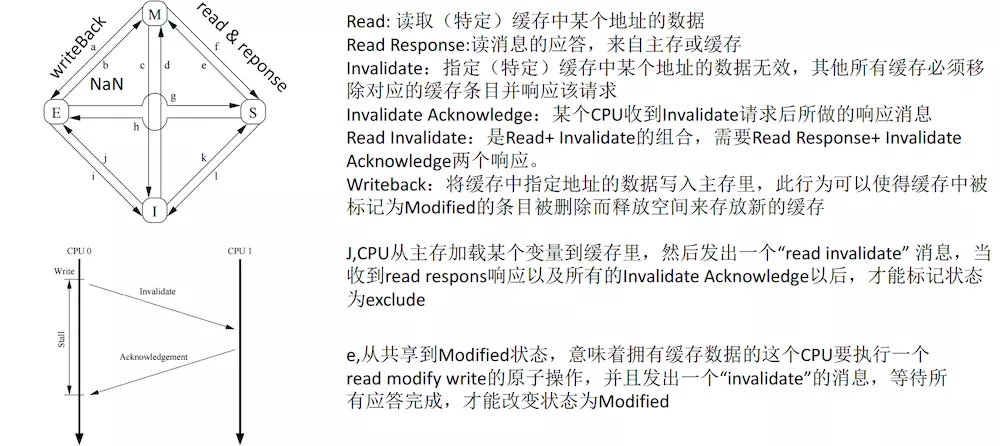 M
writeBack
read & reponse
a
b
NaN
c
d
f
e
g
E
S
h
j
i
k
l
I
CPU 0
CPU 1
Write
Invalidate
Stall
Acknowledgement
Read: 读取（特定）缓存中某个地址的数据
Read Response:读消息的应答，来自主存或缓存
Invalidate：指定（特定）缓存中某个地址的数据无效，其他所有缓存必须移
除对应的缓存条目并响应该请求
Invalidate Acknowledge：某个CPU收到Invalidate请求后所做的响应消息
Read Invalidate：是Read+ Invalidate的组合，需要Read Response+ Invalidate
Acknowledge两个响应。
Writeback：将缓存中指定地址的数据写入主存里，此行为可以使得缓存中被
标记为Modified的条目被删除而释放空间来存放新的缓存
J,CPU从主存加载某个变量到缓存里，然后发出一个“read invalidate” 消息，当
收到read respons响应以及所有的Invalidate Acknowledge以后，才能标记状态
为exclude
e,从共享到Modified状态，意味着拥有缓存数据的这个CPU要执行一个
read modify write的原子操作，并且发出一个“invalidate”的消息，等待所
有应答完成，才能改变状态为Modified